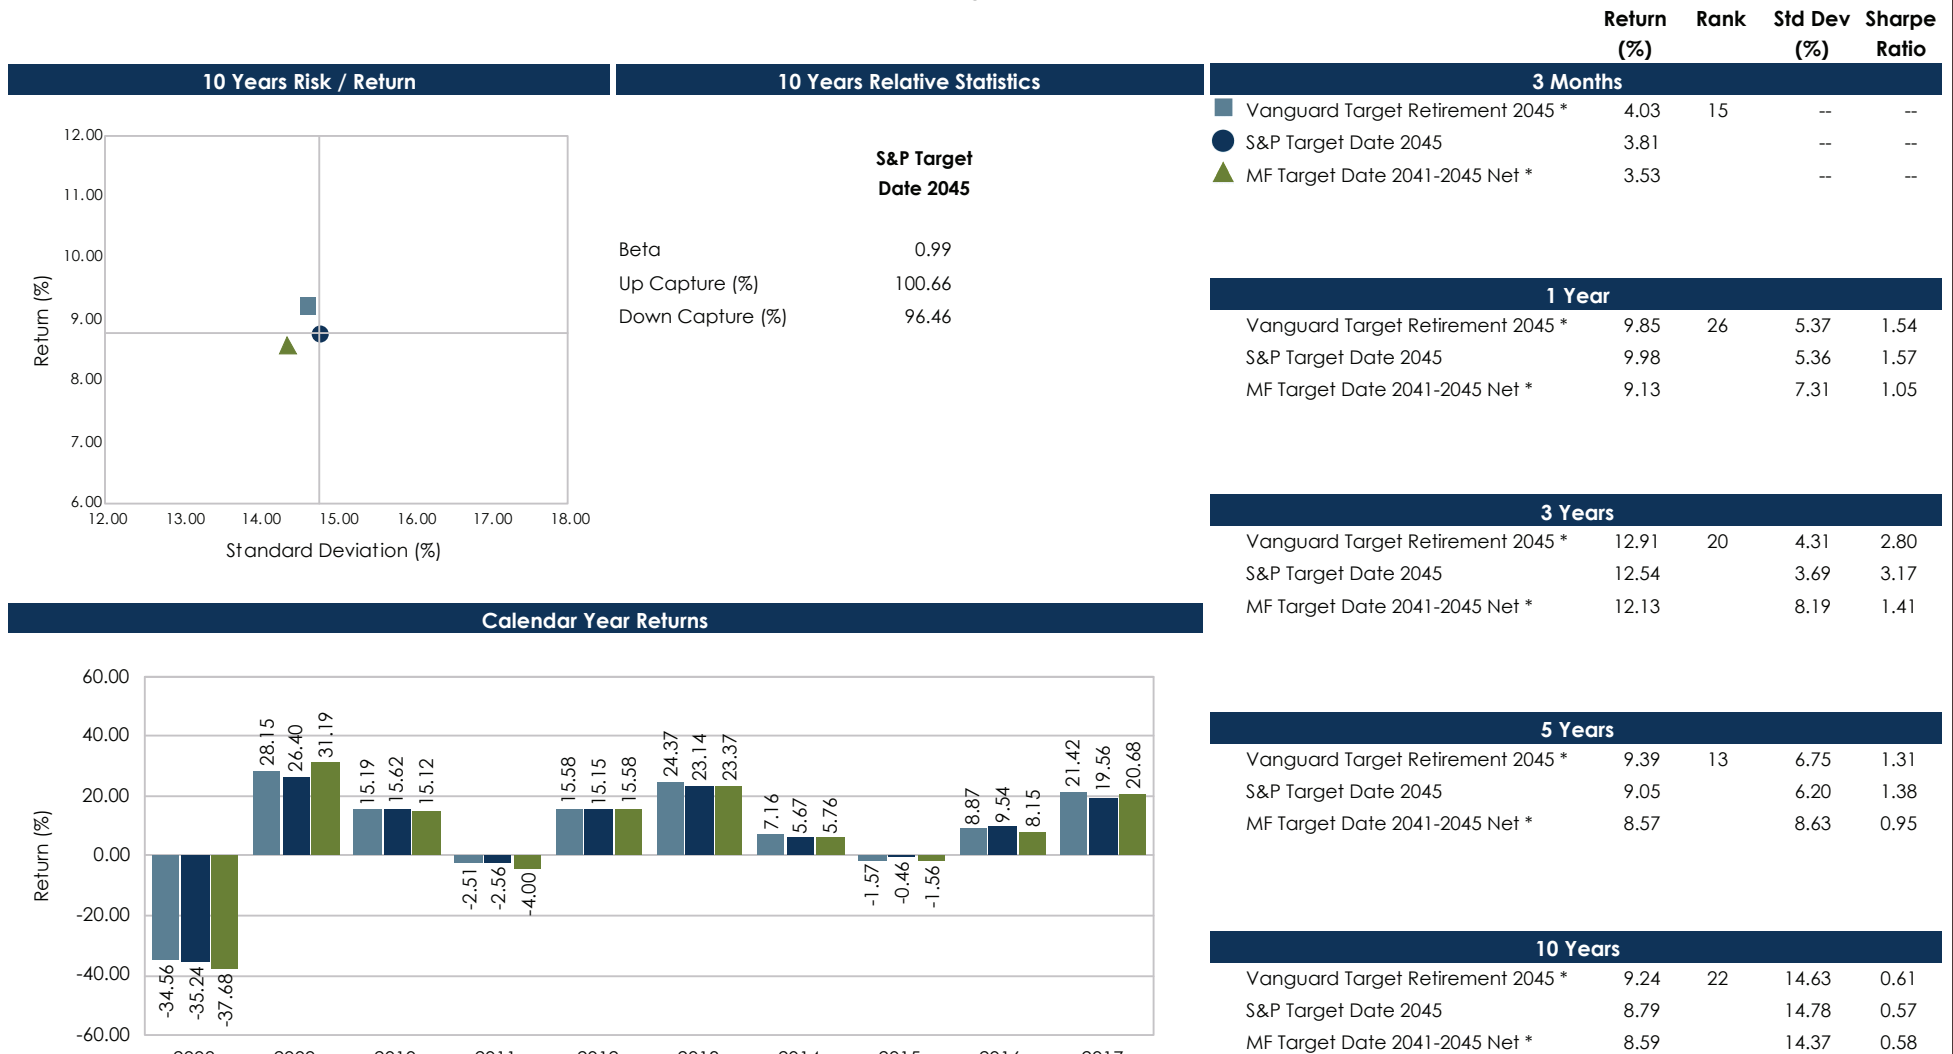 Return Rank Std Dev Sharpe
(%) (%) Ratio
10 Years Risk / Return
12.00
11.00
10.00
9.00
8.00
7.00
6.00
Return (%)
12.00 13.00 14.00 15.00 16.00 17.00 18.00
Standard Deviation (%)
10 Years Relative Statistics
S&P Target
Date 2045
Beta 0.99
Up Capture (%) 100.66
Down Capture (%) 96.46
3 Months
Vanguard Target Retirement 2045 * 4.03 15 -- --
S&P Target Date 2045 3.81 -- --
MF Target Date 2041-2045 Net * 3.53 -- --
1 Year
Vanguard Target Retirement 2045 * 9.85 26 5.37 1.54
S&P Target Date 2045 9.98 5.36 1.57
MF Target Date 2041-2045 Net * 9.13 7.31 1.05
3 Years
Vanguard Target Retirement 2045 * 12.91 20 4.31 2.80
S&P Target Date 2045 12.54 3.69 3.17
MF Target Date 2041-2045 Net * 12.13 8.19 1.41
5 Years
Vanguard Target Retirement 2045 * 9.39 13 6.75 1.31
S&P Target Date 2045 9.05 6.20 1.38
MF Target Date 2041-2045 Net * 8.57 8.63 0.95
10 Years
Vanguard Target Retirement 2045 * 9.24 22 14.63 0.61
S&P Target Date 2045 8.79 14.78 0.57
MF Target Date 2041-2045 Net * 8.59 14.37 0.58
Calendar Year Returns
60.00
40.00
20.00
0.00
-20.00
-40.00
-60.00
Return (%)
-34.56 -35.24 -37.68
28.15 26.40 31.19
15.19 15.62 15.12
-2.51 -2.56 -4.00
15.58 15.15 15.58
24.37 23.14 23.37
7.16 5.67 5.76
-1.57 -0.46 -1.56
8.87 9.54 8.15
21.42 19.56 20.68